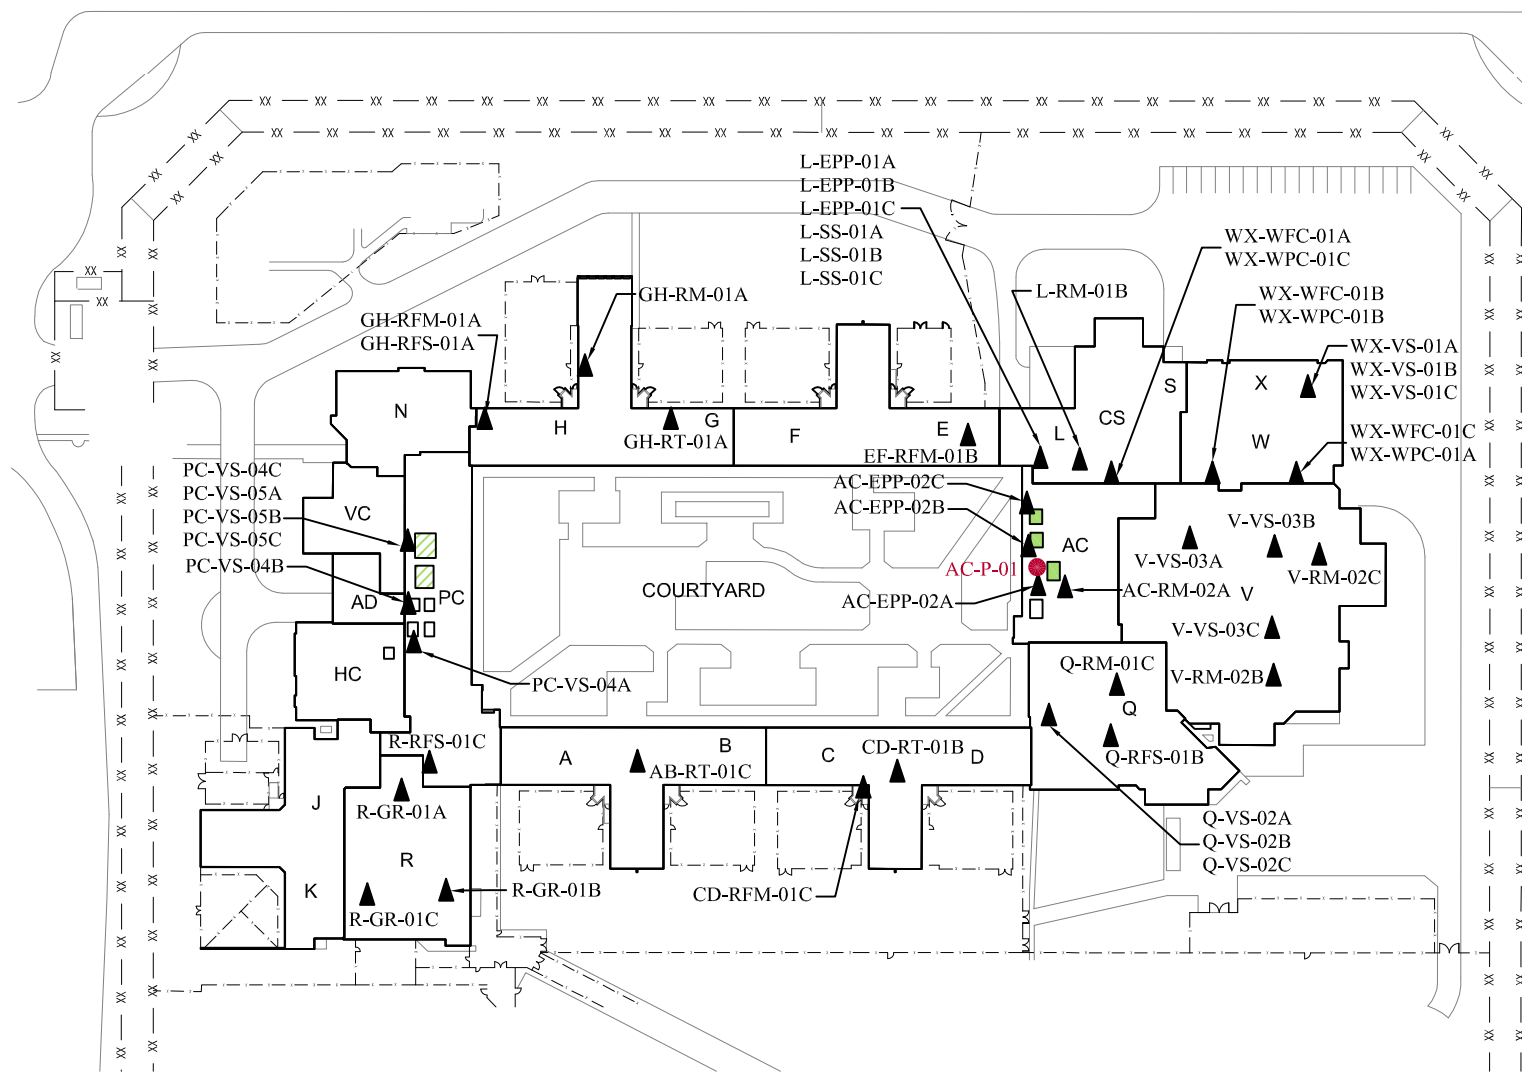 L-EPP-01A
L-EPP-01B
L-EPP-01C
L-SS-01A
L-SS-01B
L-SS-01C
WX-WFC-01A
WX-WPC-01C
L-RM-01B
WX-WFC-01B
WX-WPC-01B
GH-RM-01A
GH-RFM-01A
GH-RFS-01A
WX-VS-01A
WX-VS-01B
WX-VS-01C
N
H
G
GH-RT-01A
F
E
EF-RFM-01B
L
CS
S
X
W
WX-WFC-01C
WX-WPC-01A
PC-VS-04C
PC-VS-05A
PC-VS-05B
PC-VS-05C
PC-VS-04B
VC
AD
PC
HC
PC-VS-04A
COURTYARD
AC-EPP-02C
AC-EPP-02B
AC-P-01
AC-EPP-02A
AC
AC-RM-02A
V-VS-03A
V-VS-03B
V-RM-02C
V
V-VS-03C
V-RM-02B
Q-RM-01C
Q
Q-RFS-01B
Q-VS-02A
Q-VS-02B
Q-VS-02C
R-RFS-01C
A
B
AB-RT-01C
C
CD-RT-01B
D
CD-RFM-01C
J
R-GR-01A
R
K
R-GR-01C
R-GR-01B